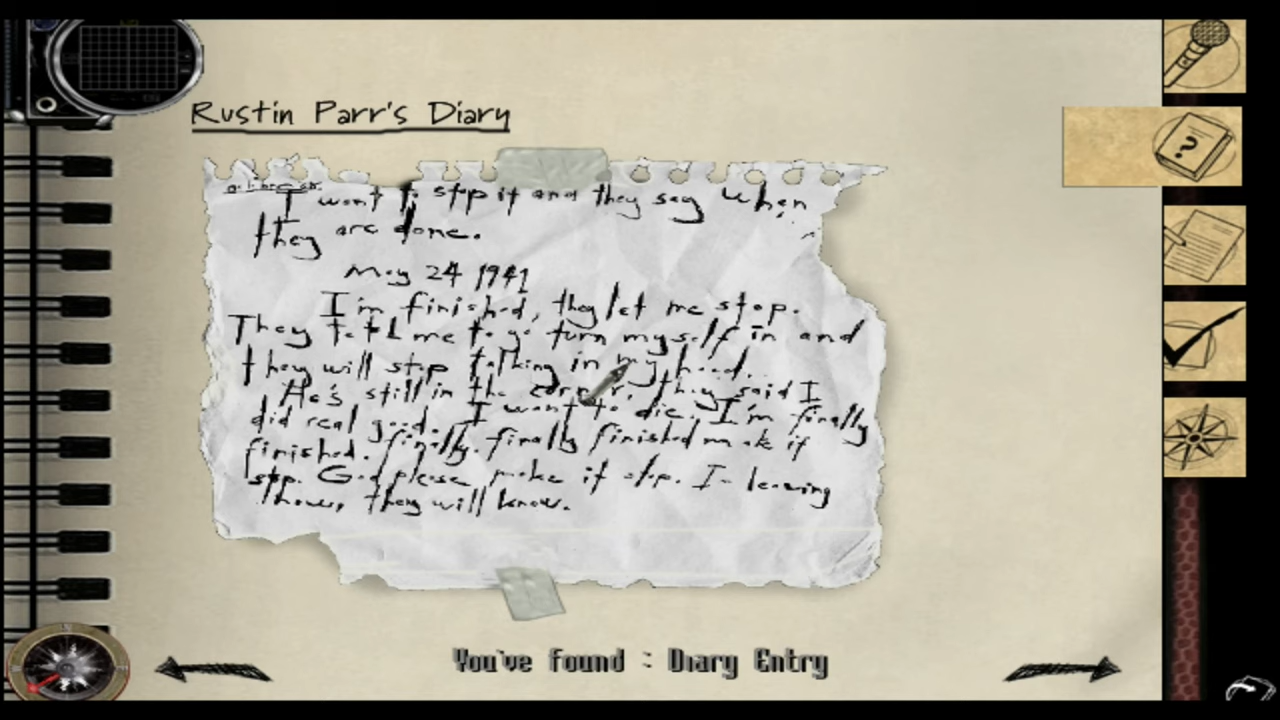 Rustin Parr's Diary
I want to stop it and they say when
they are done.
May 24 1941
I'm finished, they let me stop.
They told me to go turn myself in and
they will stop talking in my head.
He's still in the corner, they said I
did real good. I want to die. I'm finally
finished. finally. finally finished make it
stop. God please make it stop. I leaving
they will know.
You've found : Diary Entry